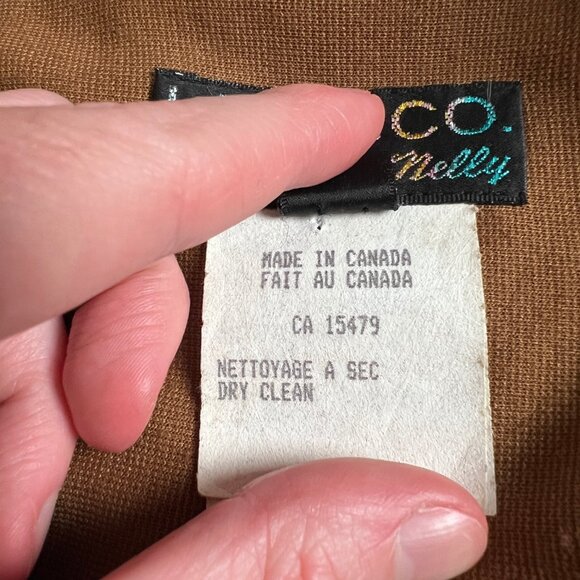 CO.
Nelly
MADE IN CANADA
FAIT AU CANADA
CA 15479
NETTOYAGE A SEC
DRY CLEAN